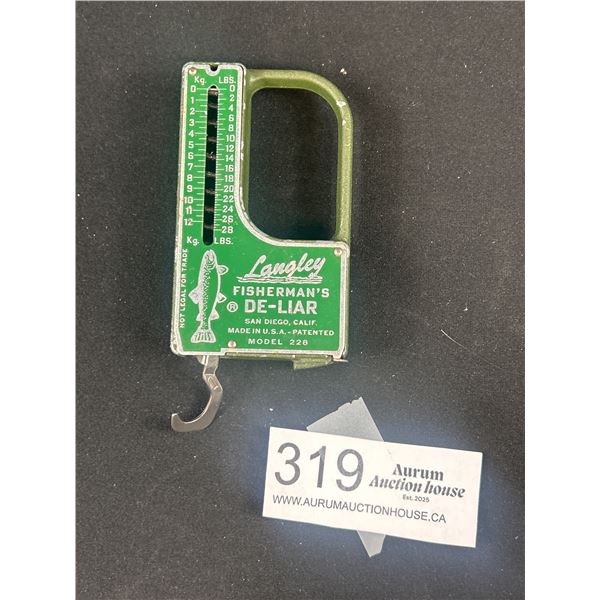 Kg. LBS.
0 0
1 2
2 4
6
3 8
4 10
5 12
6 14
7 16
8 18
9 20
10 22
11 24
12 26
28
Kg. LBS.
NOT LEGAL FOR TRADE
Langley
FISHERMAN'S
® DE-LIAR
SAN DIEGO, CALIF.
MADE IN U.S.A.-PATENTED
MODEL 228
319
Aurum
Auction house
Est. 2025
WWW.AURUMAUCTIONHOUSE.CA